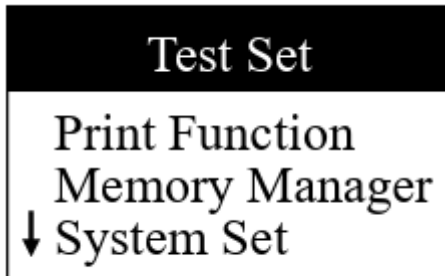 Test Set
Print Function
Memory Manager
↓ System Set